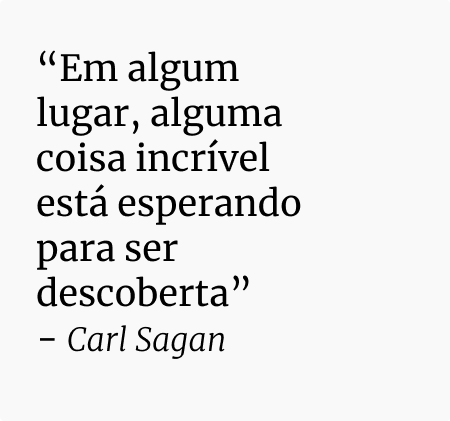 “Em algum
lugar, alguma
coisa incrível
está esperando
para ser
descoberta”
– Carl Sagan